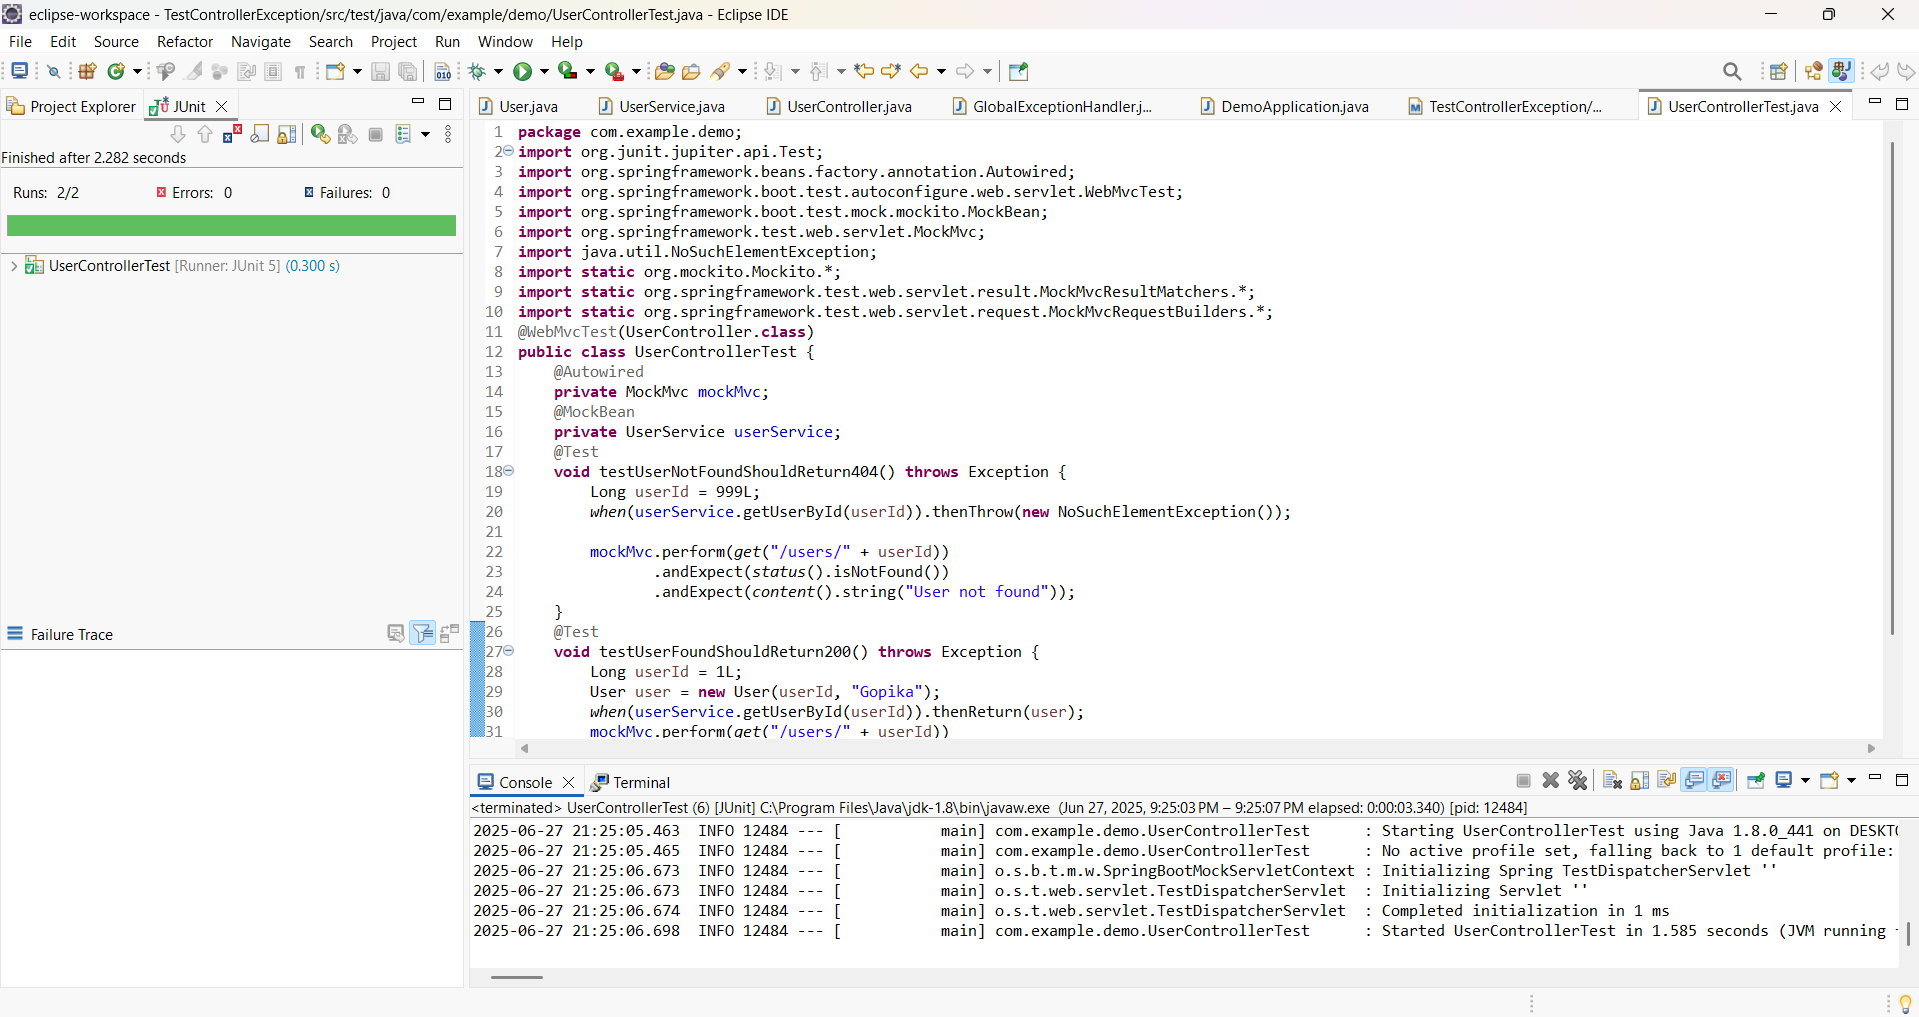 eclipse-workspace - TestControllerException/src/test/java/com/example/demo/UserControllerTest.java - Eclipse IDE
File Edit Source Refactor Navigate Search Project Run Window Help
Project Explorer JUnit
Finished after 2.282 seconds
Runs: 2/2 Errors: 0 Failures: 0
UserControllerTest [Runner: JUnit 5] (0.300 s)
Failure Trace
User.java UserService.java UserController.java GlobalExceptionHandler.j... DemoApplication.java TestControllerException/... UserControllerTest.java
1 package com.example.demo;
2 import org.junit.jupiter.api.Test;
3 import org.springframework.beans.factory.annotation.Autowired;
4 import org.springframework.boot.test.autoconfigure.web.servlet.WebMvcTest;
5 import org.springframework.boot.test.mock.mockito.MockBean;
6 import org.springframework.test.web.servlet.MockMvc;
7 import java.util.NoSuchElementException;
8 import static org.mockito.Mockito.*;
9 import static org.springframework.test.web.servlet.result.MockMvcResultMatchers.*;
10 import static org.springframework.test.web.servlet.request.MockMvcRequestBuilders.*;
11 @WebMvcTest(UserController.class)
12 public class UserControllerTest {
13 @Autowired
14 private MockMvc mockMvc;
15 @MockBean
16 private UserService userService;
17 @Test
18 void testUserNotFoundShouldReturn404() throws Exception {
19 Long userId = 999L;
20 when(userService.getUserById(userId)).thenThrow(new NoSuchElementException());
21
22 mockMvc.perform(get("/users/" + userId))
23 .andExpect(status().isNotFound())
24 .andExpect(content().string("User not found"));
25 }
26 @Test
27 void testUserFoundShouldReturn200() throws Exception {
28 Long userId = 1L;
29 User user = new User(userId, "Gopika");
30 when(userService.getUserById(userId)).thenReturn(user);
31 mockMvc.perform(get("/users/" + userId))
Console Terminal
<terminated> UserControllerTest (6) [JUnit] C:\Program Files\Java\jdk-1.8\bin\javaw.exe (Jun 27, 2025, 9:25:03 PM – 9:25:07 PM elapsed: 0:00:03.340) [pid: 12484]
2025-06-27 21:25:05.463 INFO 12484 --- [ main] com.example.demo.UserControllerTest : Starting UserControllerTest using Java 1.8.0_441 on DESKTO
2025-06-27 21:25:05.465 INFO 12484 --- [ main] com.example.demo.UserControllerTest : No active profile set, falling back to 1 default profile:
2025-06-27 21:25:06.673 INFO 12484 --- [ main] o.s.b.t.m.w.SpringBootMockServletContext : Initializing Spring TestDispatcherServlet ''
2025-06-27 21:25:06.673 INFO 12484 --- [ main] o.s.t.web.servlet.TestDispatcherServlet : Initializing Servlet ''
2025-06-27 21:25:06.674 INFO 12484 --- [ main] o.s.t.web.servlet.TestDispatcherServlet : Completed initialization in 1 ms
2025-06-27 21:25:06.698 INFO 12484 --- [ main] com.example.demo.UserControllerTest : Started UserControllerTest in 1.585 seconds (JVM running